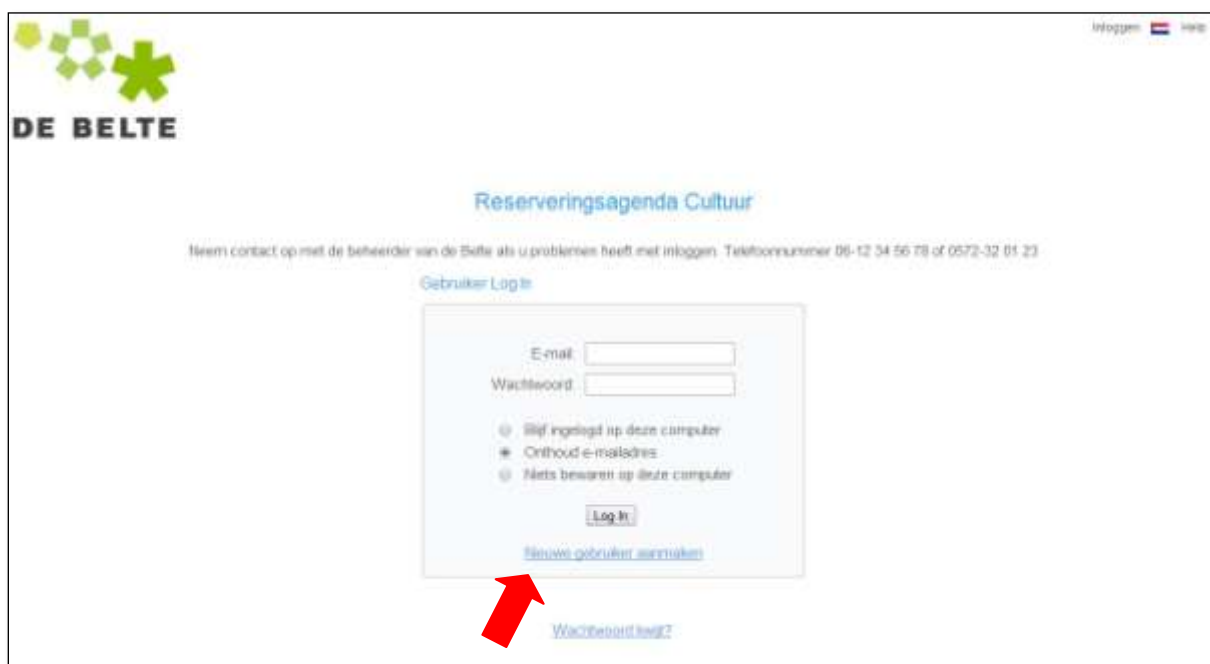 Inloggen Help
DE BELTE
Reserveringsagenda Cultuur
Neem contact op met de beheerder van de Belte als u problemen heeft met inloggen. Telefoonnummer 06-12 34 56 78 of 0572-32 01 23
Gebruiker Log In
E-mail
Wachtwoord
Blijf ingelogd op deze computer
Onthoud e-mailadres
Niets bewaren op deze computer
Log In
Nieuwe gebruiker aanmaken
Wachtwoord kwijt?